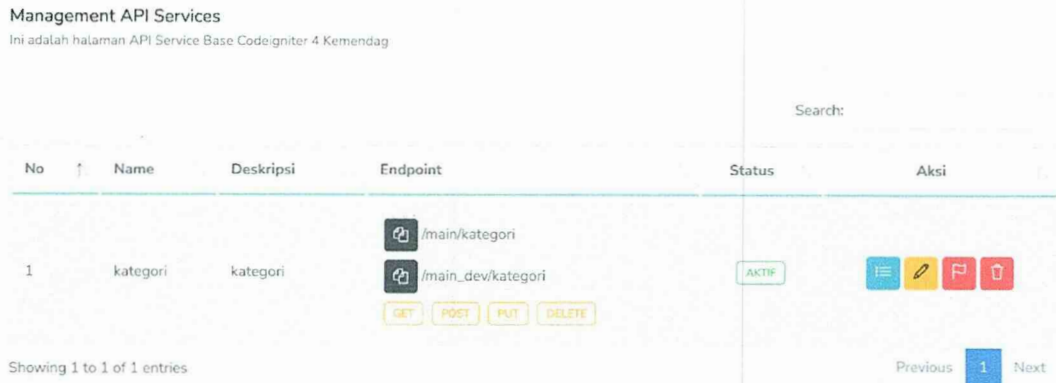 Management API Services
Ini adalah halaman API Service Base Codeigniter 4 Kemendag
Search:
No Name Deskripsi Endpoint Status Aksi
/main/kategori
1 kategori kategori /main_dev/kategori AKTIF
GET POST PUT DELETE
Showing 1 to 1 of 1 entries Previous 1 Next